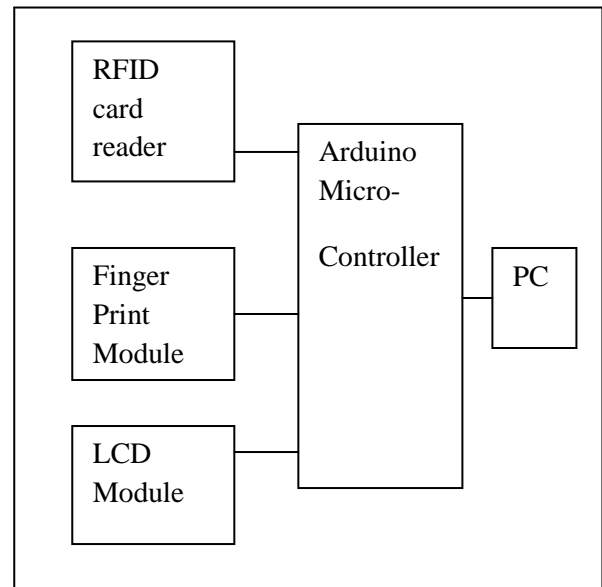 RFID
card
reader
Arduino
Micro-
Controller
Finger
Print
Module
PC
LCD
Module